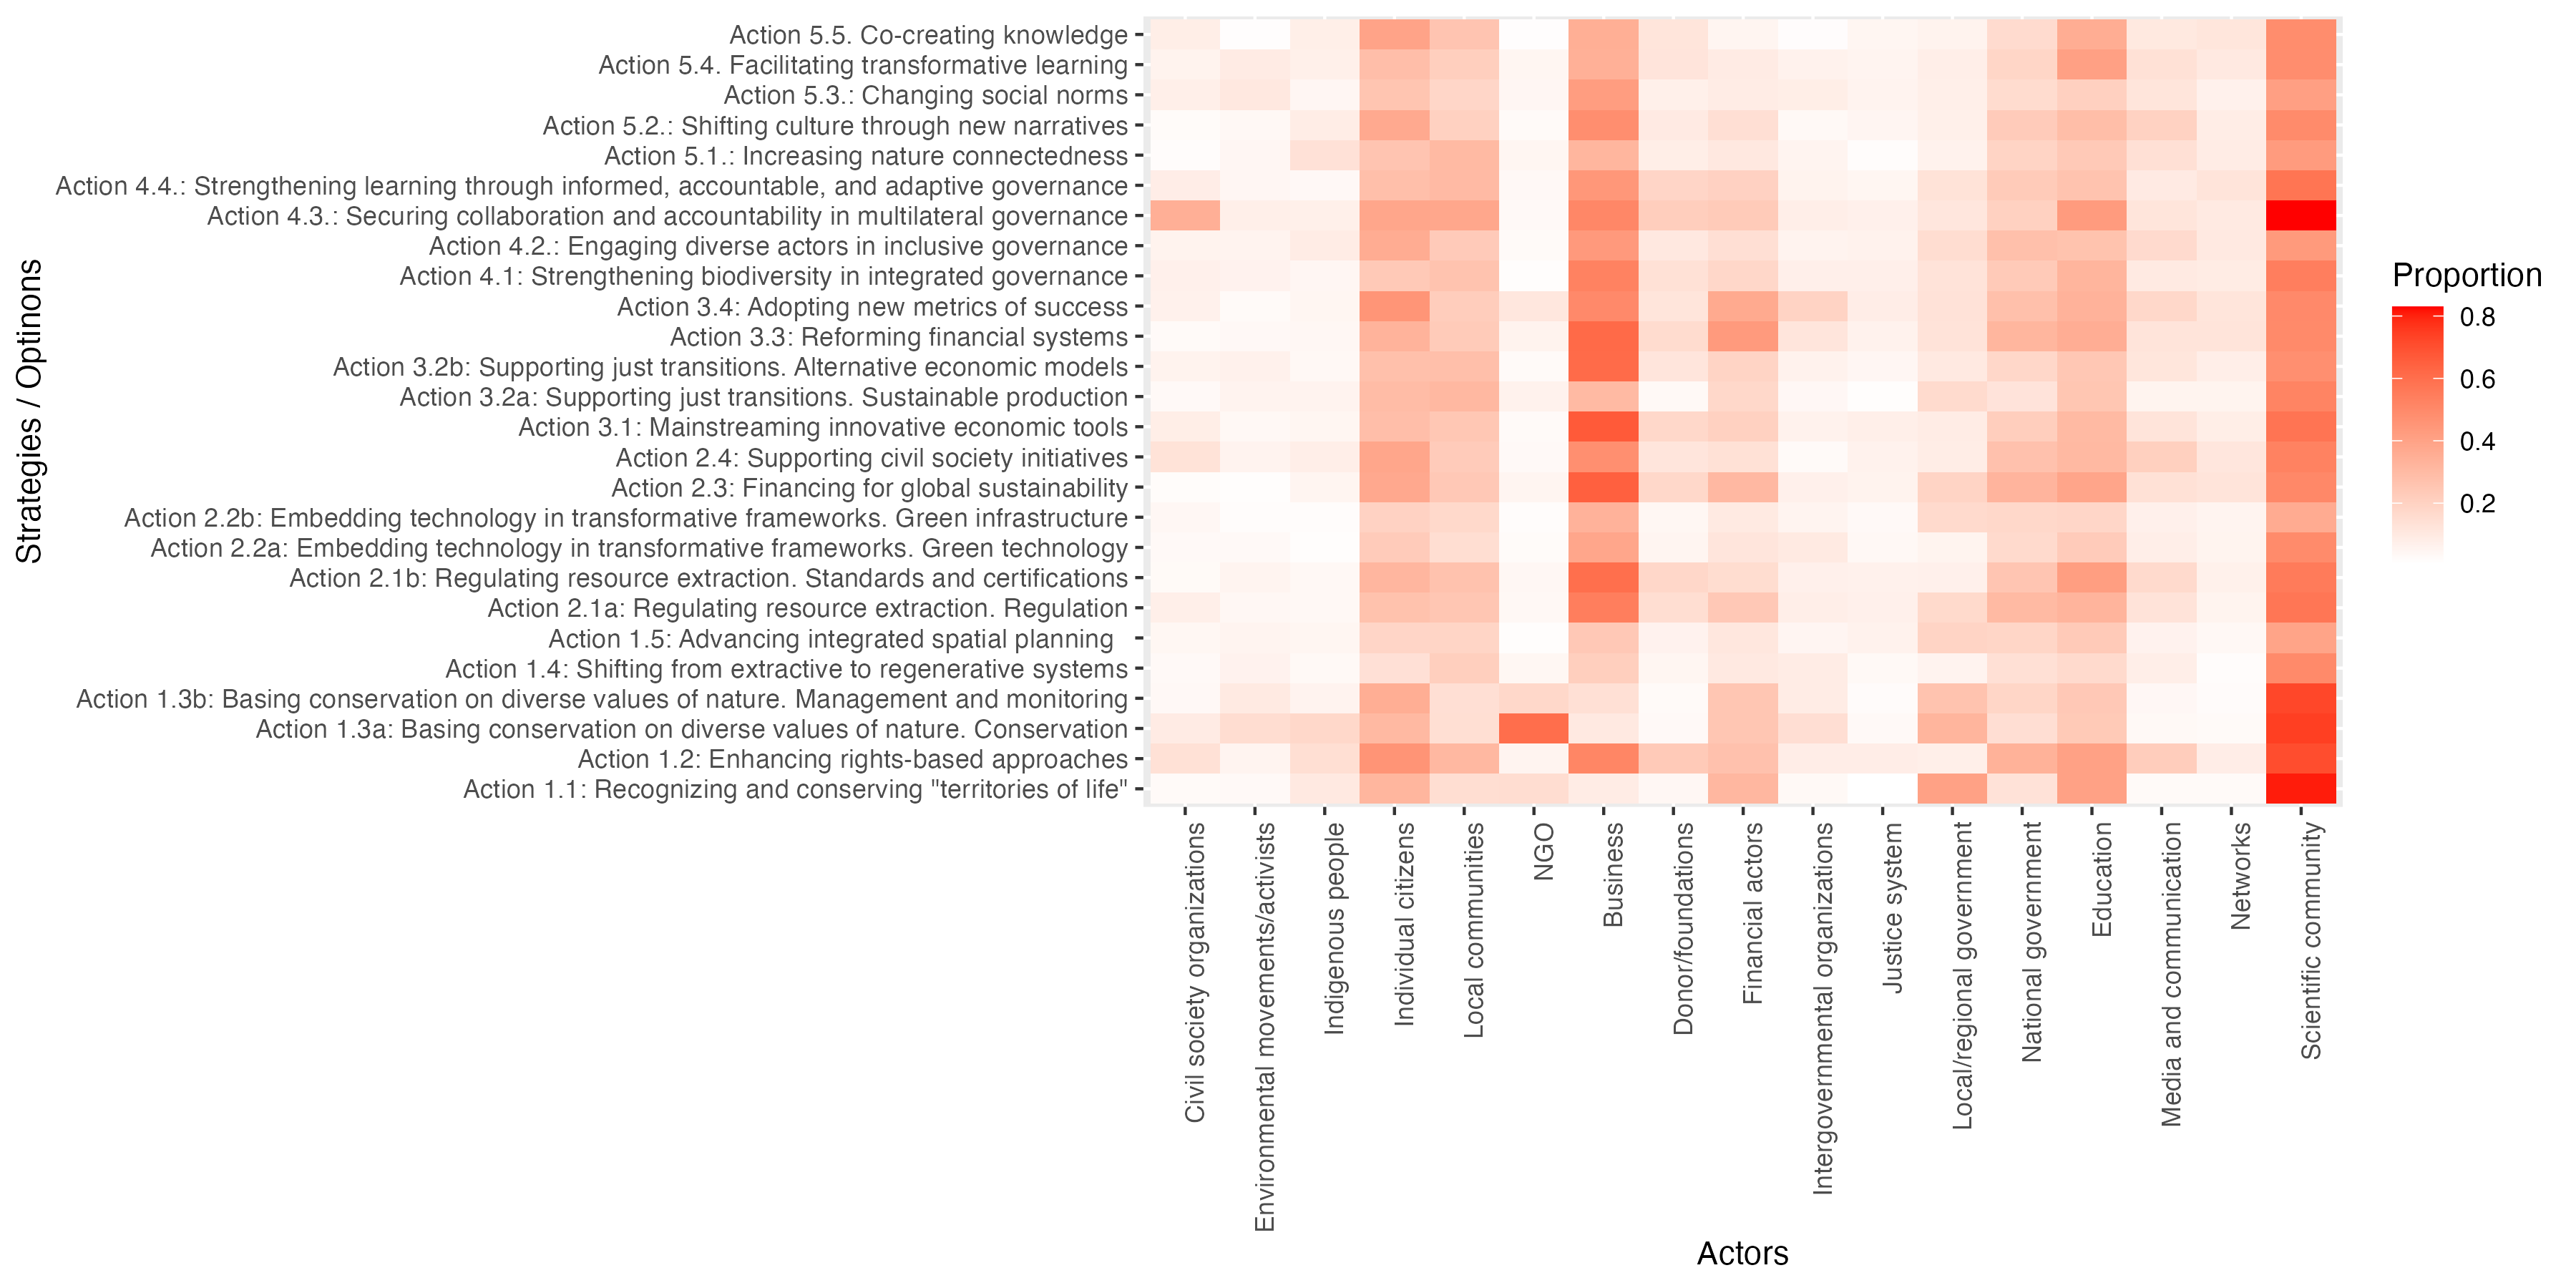 Strategies / Optinons
Action 5.5. Co-creating knowledge
Action 5.4. Facilitating transformative learning
Action 5.3.: Changing social norms
Action 5.2.: Shifting culture through new narratives
Action 5.1.: Increasing nature connectedness
Action 4.4.: Strengthening learning through informed, accountable, and adaptive governance
Action 4.3.: Securing collaboration and accountability in multilateral governance
Action 4.2.: Engaging diverse actors in inclusive governance
Action 4.1: Strengthening biodiversity in integrated governance
Action 3.4: Adopting new metrics of success
Action 3.3: Reforming financial systems
Action 3.2b: Supporting just transitions. Alternative economic models
Action 3.2a: Supporting just transitions. Sustainable production
Action 3.1: Mainstreaming innovative economic tools
Action 2.4: Supporting civil society initiatives
Action 2.3: Financing for global sustainability
Action 2.2b: Embedding technology in transformative frameworks. Green infrastructure
Action 2.2a: Embedding technology in transformative frameworks. Green technology
Action 2.1b: Regulating resource extraction. Standards and certifications
Action 2.1a: Regulating resource extraction. Regulation
Action 1.5: Advancing integrated spatial planning
Action 1.4: Shifting from extractive to regenerative systems
Action 1.3b: Basing conservation on diverse values of nature. Management and monitoring
Action 1.3a: Basing conservation on diverse values of nature. Conservation
Action 1.2: Enhancing rights-based approaches
Action 1.1: Recognizing and conserving "territories of life"
Civil society organizations
Environmental movements/activists
Indigenous people
Individual citizens
Local communities
NGO
Business
Donor/foundations
Financial actors
Intergovernmental organizations
Justice system
Local/regional government
National government
Education
Media and communication
Networks
Scientific community
Actors
Proportion
0.8
0.6
0.4
0.2